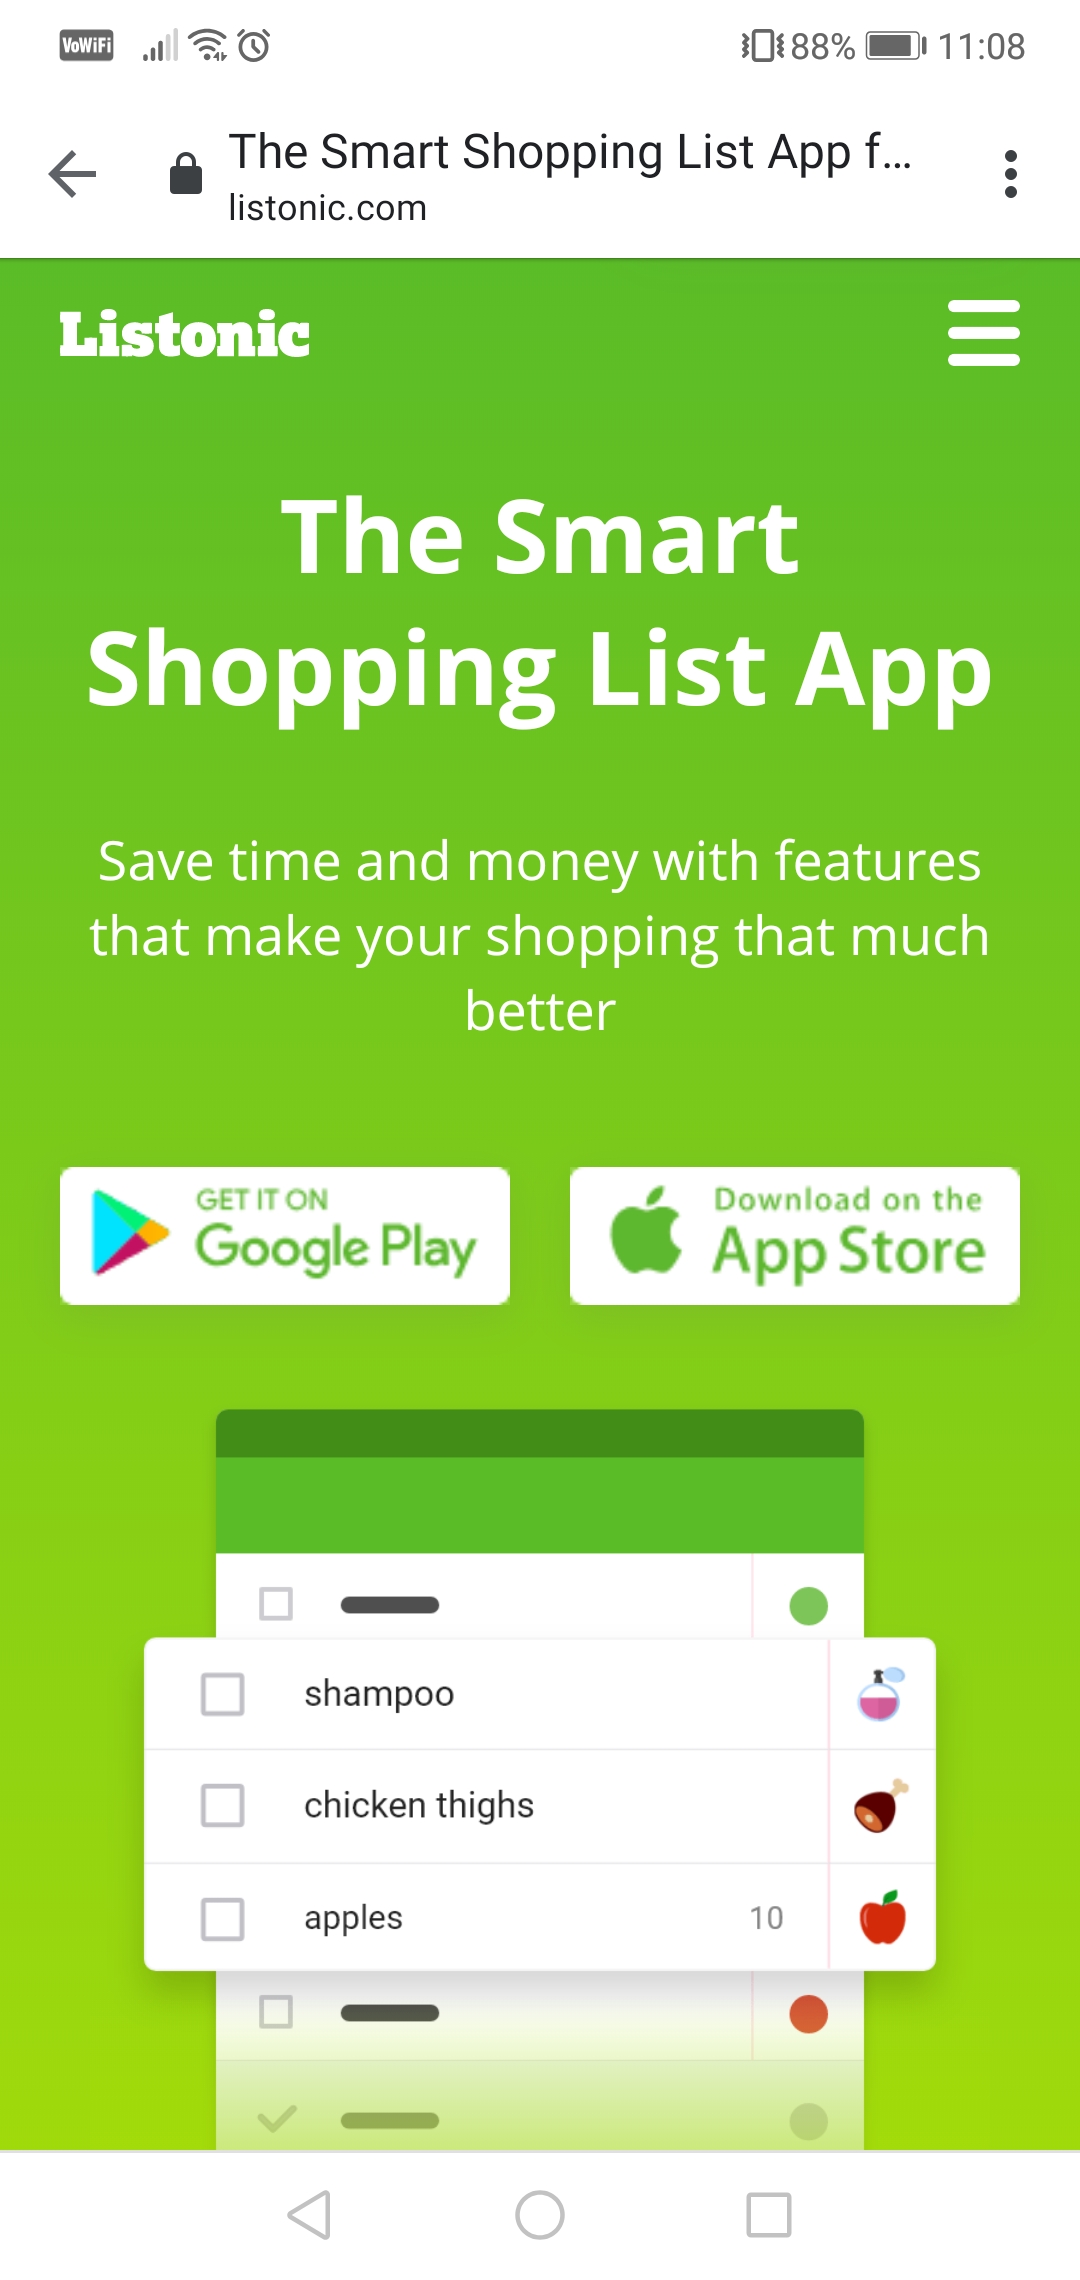 VoWiFi 88% 11:08
The Smart Shopping List App f...
listonic.com
Listonic
The Smart
Shopping List App
Save time and money with features
that make your shopping that much
better
GET IT ON
Google Play
Download on the
App Store
shampoo
chicken thighs
apples 10